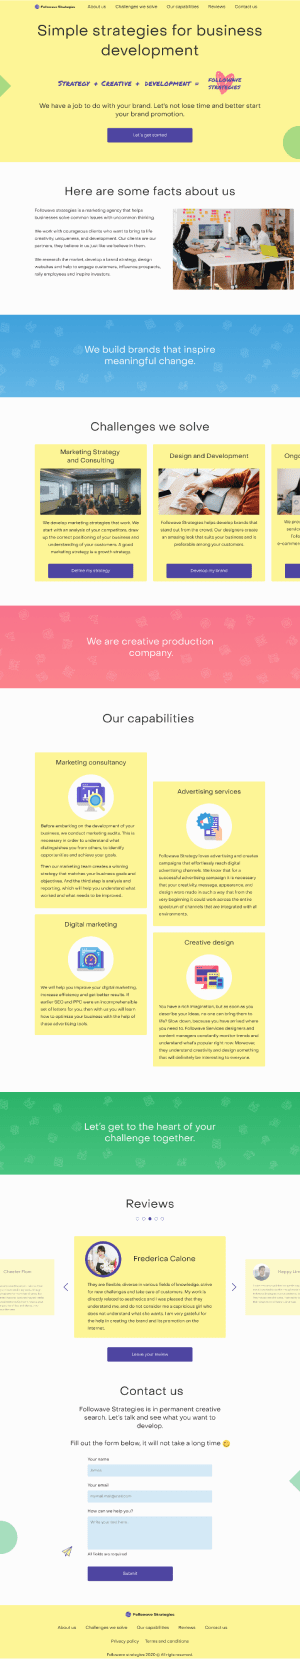 Followave Strategies
About us Challenges we solve Our capabilities Reviews Contact us
Simple strategies for business
development
STRATEGY + CREATIVE + DEVELOPMENT = FOLLOWAVE
STRATEGIES
We have a job to do with your brand. Let's not lose time and better start
your brand promotion.
Let's get started
Here are some facts about us
Followave strategies is a marketing agency that helps
businesses solve common issues with uncommon thinking.
We work with courageous clients who want to bring to life
creativity, uniqueness, and development. Our clients are our
partners, they believe in us just like we believe in them.
We research the market, develop a brand strategy, design
websites and help to engage customers, influence prospects,
rally employees and inspire investors.
We build brands that inspire
meaningful change.
Challenges we solve
Marketing Strategy
and Consulting
We develop marketing strategies that work. We
start with an analysis of your competitors, draw
up the correct positioning of your business and
understanding of your customers. A good
marketing strategy is a growth strategy.
Define my strategy
Design and Development
Followave Strategies helps develop brands that
stand out from the crowd. Our designers create
an amazing look that suits your business and is
preferable among your customers.
Develop my brand
We are creative production
company.
Our capabilities
Marketing consultancy
Before embarking on the development of your
business, we conduct marketing audits. This is
necessary in order to understand what
distinguishes you from others, to identify
opportunities and achieve your goals.
Then our marketing team creates a winning
strategy that matches your business goals and
objectives. And the third step is analysis and
reporting, which will help you understand what
worked and what needs to be improved.
Advertising services
Followave Strategy loves advertising and creates
campaigns that effortlessly reach digital
advertising channels. We know that for a
successful advertising campaign it is necessary
that your creativity, message, appearance, and
design work made in such a way that from the
very beginning it could work across the entire
spectrum of channels that are integrated with all
environments.
Digital marketing
We will help you improve your digital marketing,
increase efficiency and get better results. If
earlier SEO and PPC were an incomprehensible
set of letters for you then with us you will learn
how to optimize your business with the help of
these advertising tools.
Creative design
You have a rich imagination, but as soon as you
describe your ideas, no one can bring them to
life? Slow down, because you have arrived where
you need to. Followave Services designers and
content managers constantly monitor trends and
understand what's popular right now. Moreover,
they understand creativity and design something
that will definitely be interesting to everyone.
Let's get to the heart of your
challenge together.
Reviews
Frederica Calone
They are flexible, diverse in various fields of knowledge, strive
for new challenges and take care of customers. My work is
directly related to aesthetics and I was pleased that they
understand me, and do not consider me a capricious girl who
does not understand what she wants. I am very grateful for
the help in creating the brand and its promotion on the
internet.
Leave your review
Contact us
Followave Strategies is in permanent creative
search. Let's talk and see what you want to
develop.
Fill out the form below, it will not take a long time
Your name
Your email
How can we help you?
Write your text here
All fields are required
Submit
Followave Strategies
About us Challenges we solve Our capabilities Reviews Contact us
Privacy policy Terms and conditions
Followave strategies 2020 © All rights reserved.